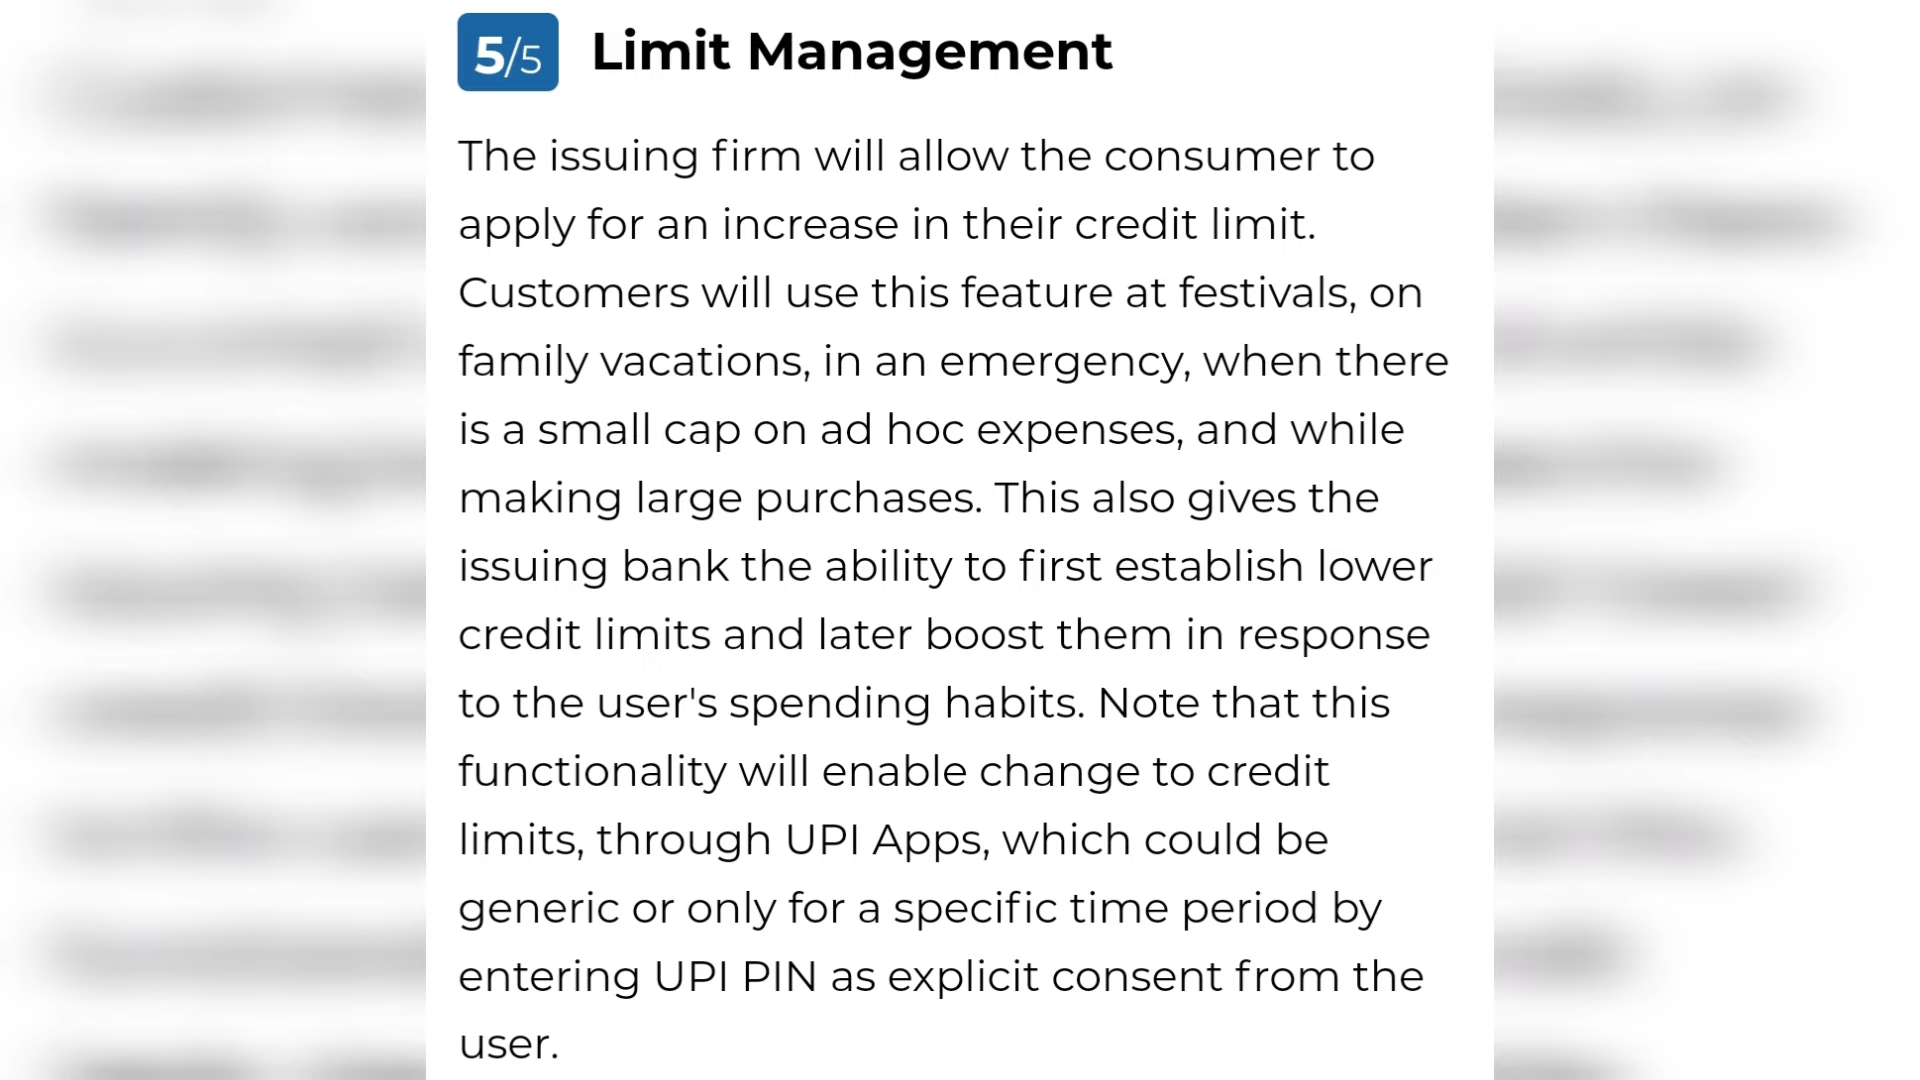 5/5 Limit Management
The issuing firm will allow the consumer to
apply for an increase in their credit limit.
Customers will use this feature at festivals, on
family vacations, in an emergency, when there
is a small cap on ad hoc expenses, and while
making large purchases. This also gives the
issuing bank the ability to first establish lower
credit limits and later boost them in response
to the user's spending habits. Note that this
functionality will enable change to credit
limits, through UPI Apps, which could be
generic or only for a specific time period by
entering UPI PIN as explicit consent from the
user.